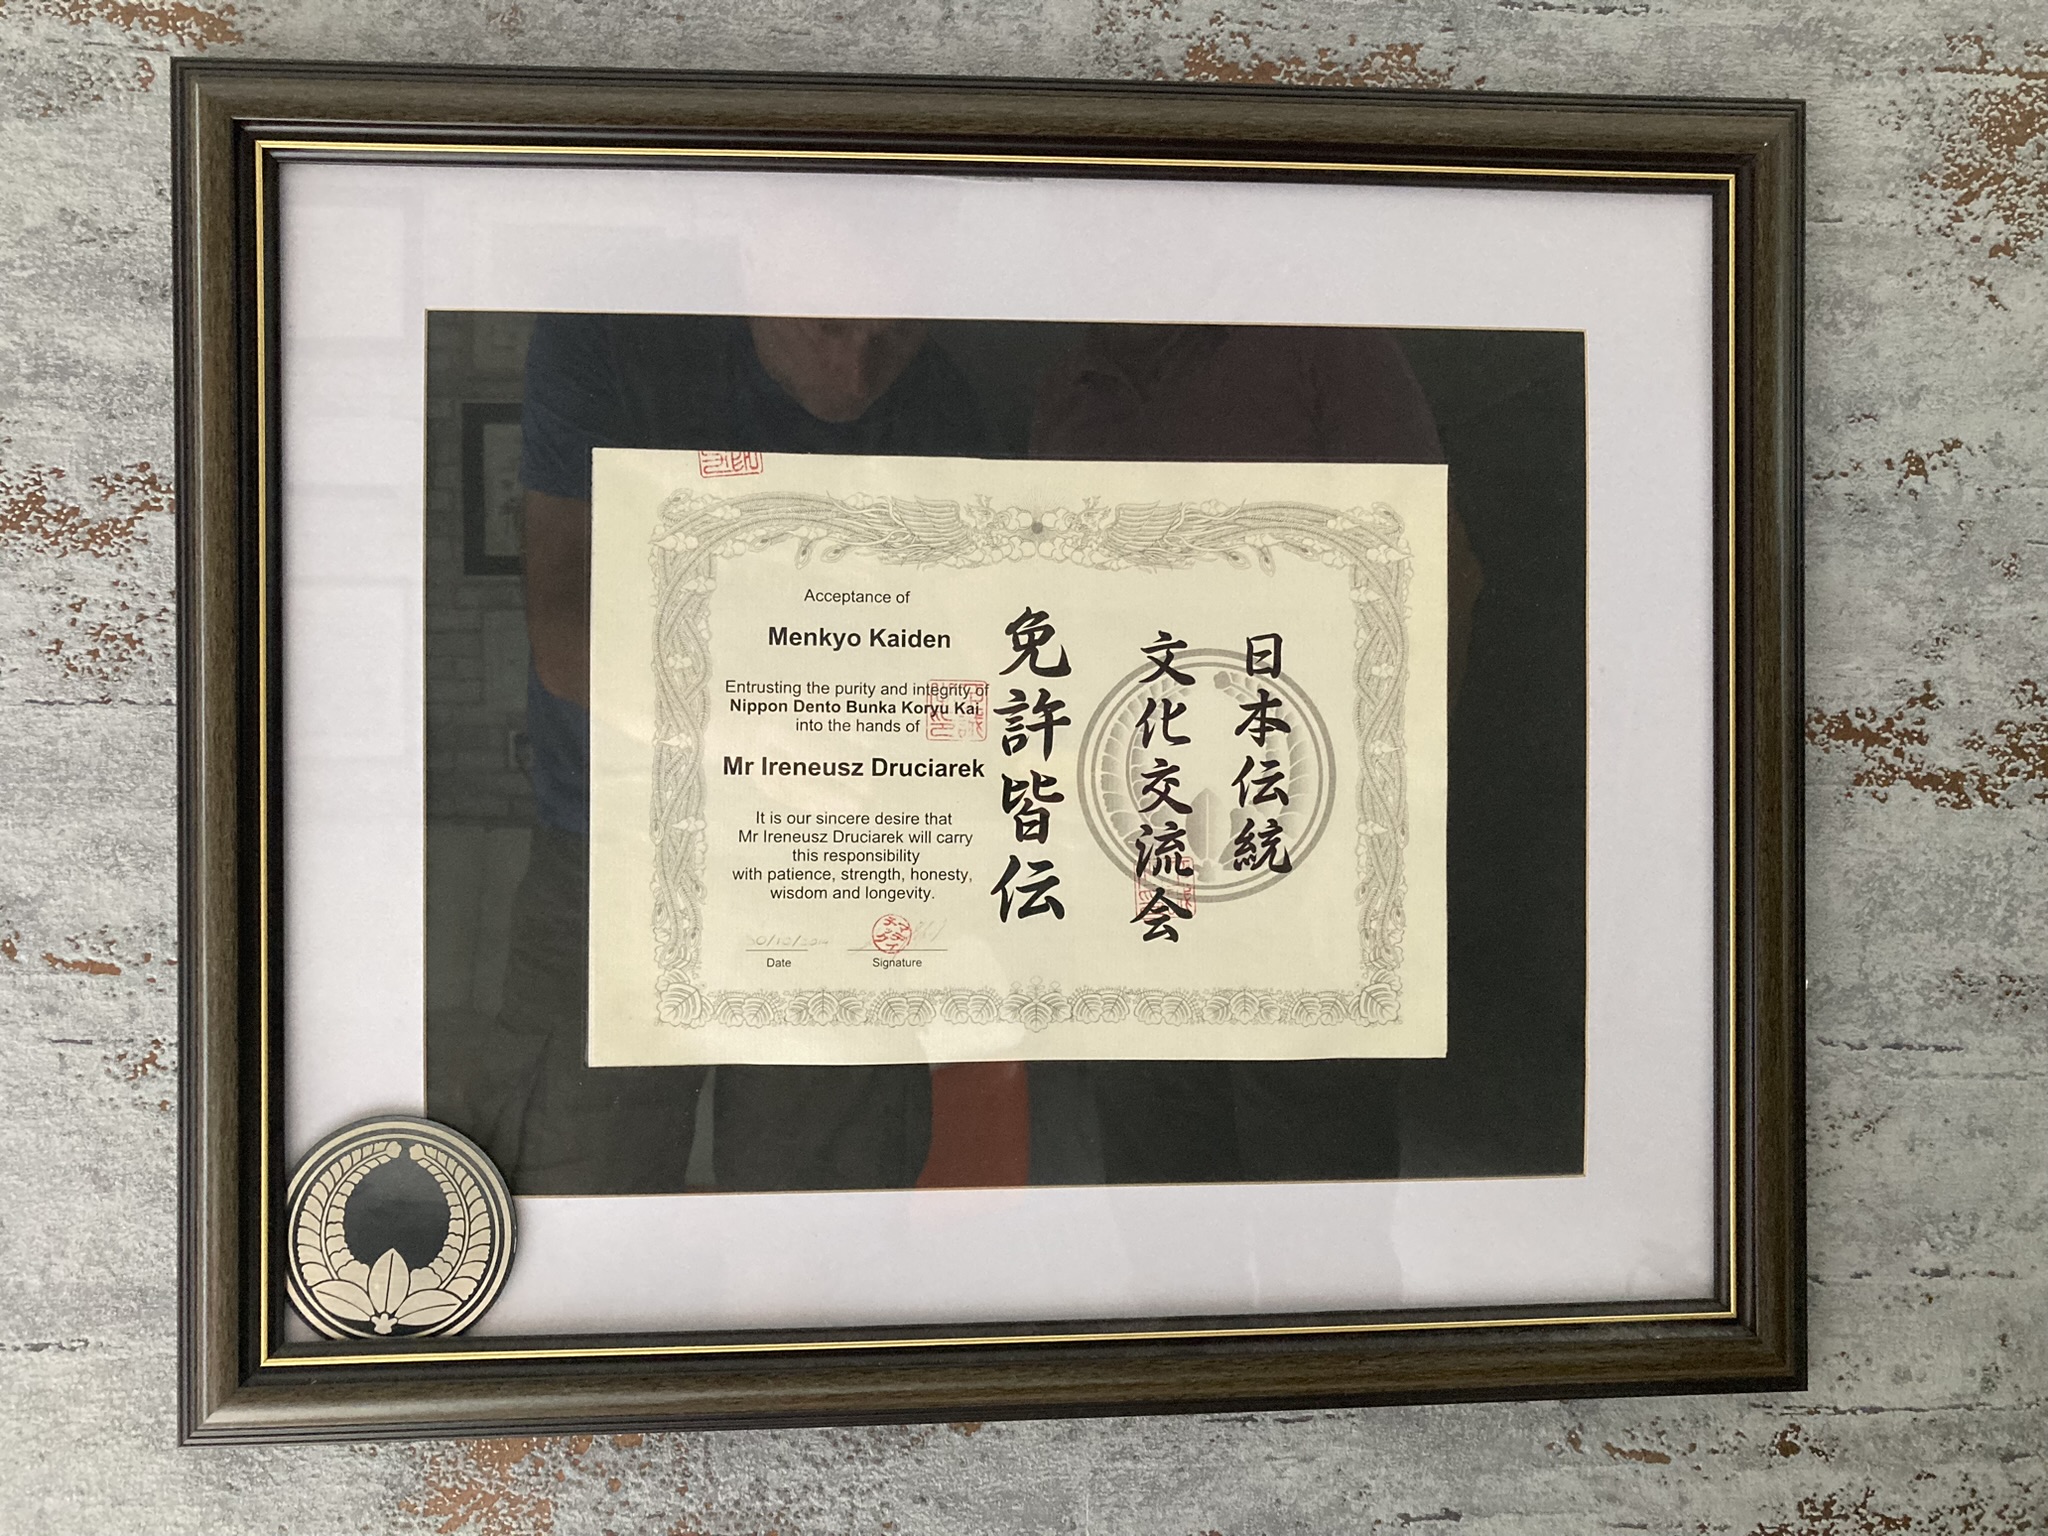 Acceptance of
Menkyo Kaiden
Entrusting the purity and integrity of
Nippon Dento Bunka Koryu Kai
into the hands of
Mr Ireneusz Druciarek
It is our sincere desire that
Mr Ireneusz Druciarek will carry
this responsibility
with patience, strength, honesty,
wisdom and longevity.
Date
Signature
日本伝統
文化交流会
免許皆伝